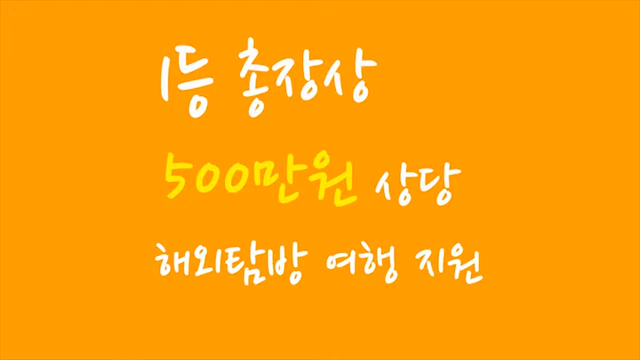 1등 총장상
500만원 상당
해외탐방 여행 지원